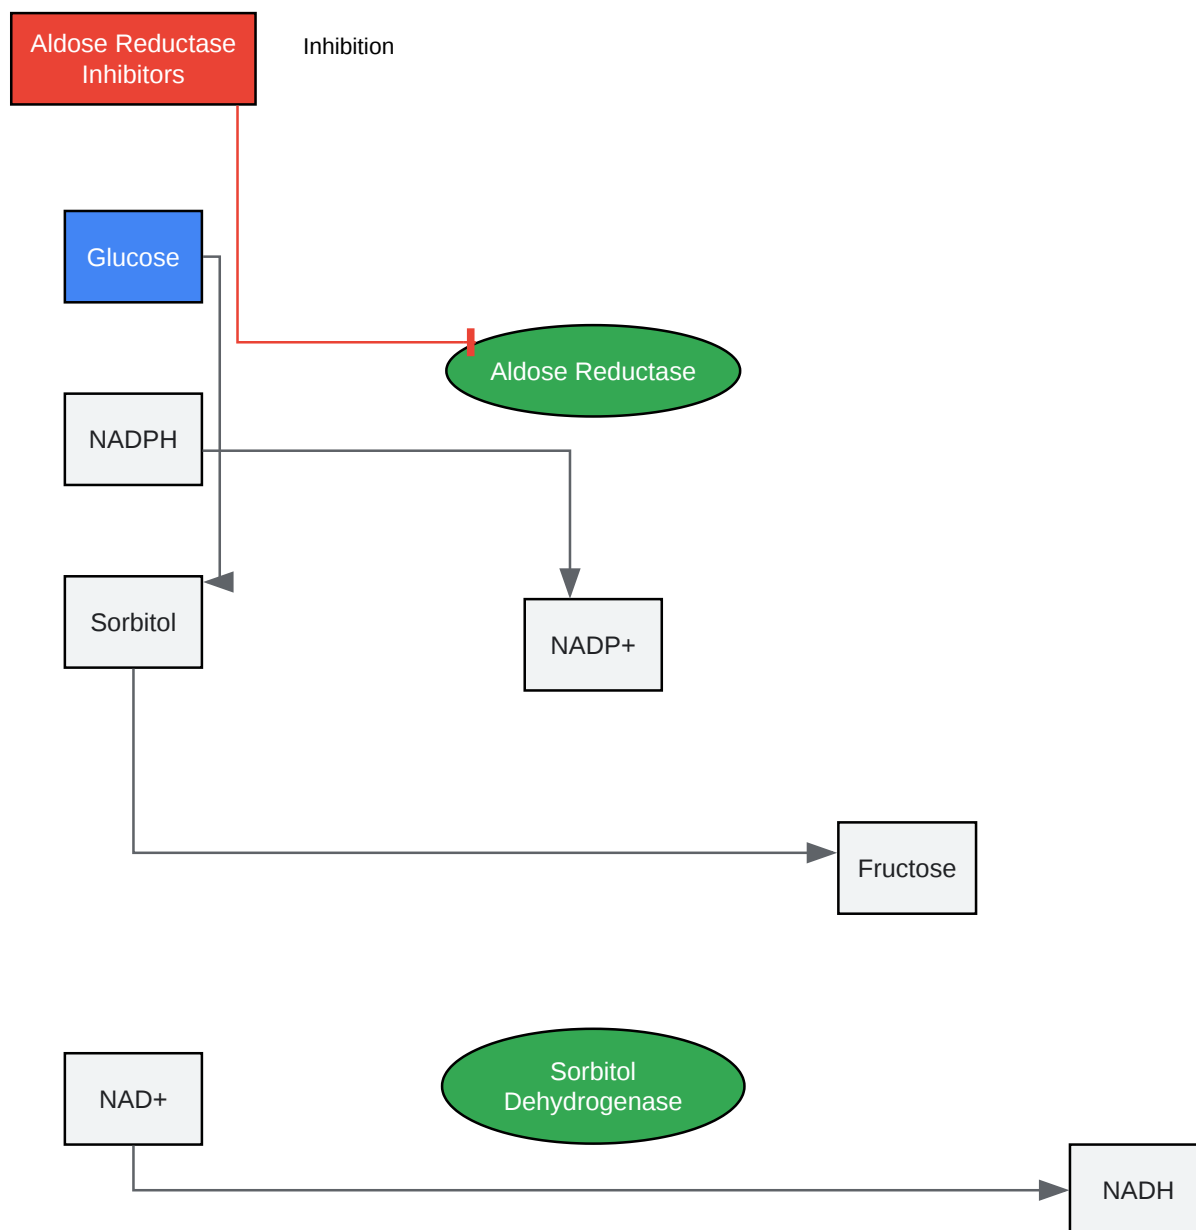 Aldose Reductase
Inhibitors
Inhibition
Glucose
Aldose Reductase
NADPH
Sorbitol
NADP+
Fructose
Sorbitol
Dehydrogenase
NAD+
NADH